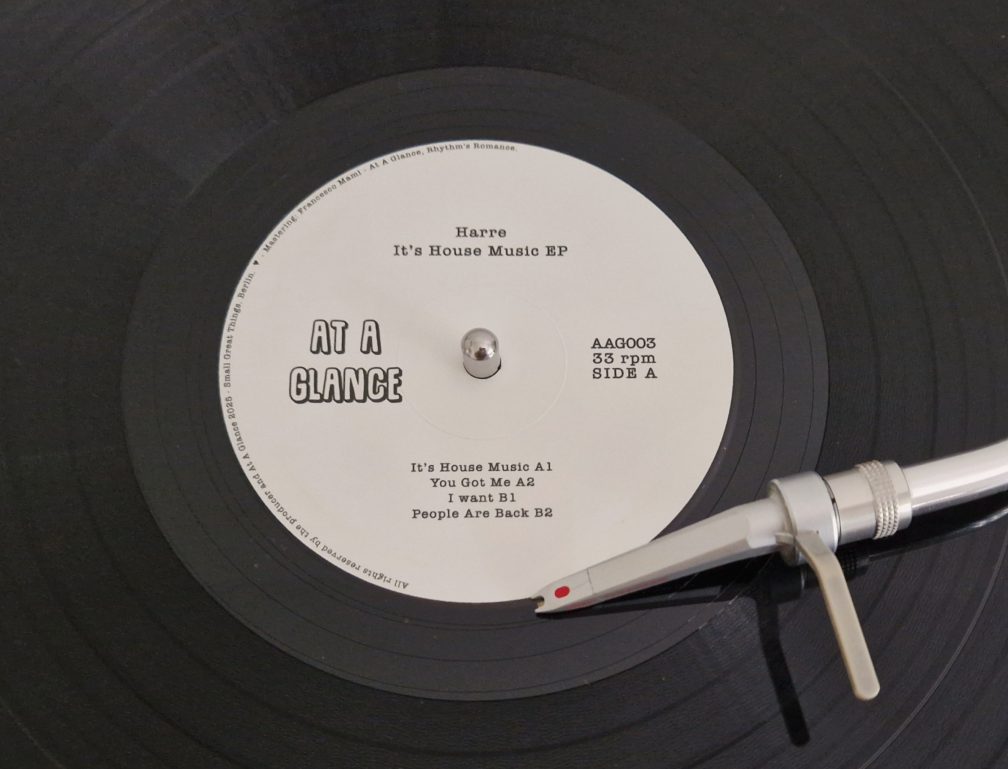 Harre
It's House Music EP
AT A
GLANCE
AAG003
33 rpm
SIDE A
It's House Music A1
You Got Me A2
I want B1
People Are Back B2
All rights reserved by the producer and At A Glance 2025 - Small Great Things, Berlin. ♥ - Mastering: Francesco Mami - At A Glance, Rhythm's Romance.